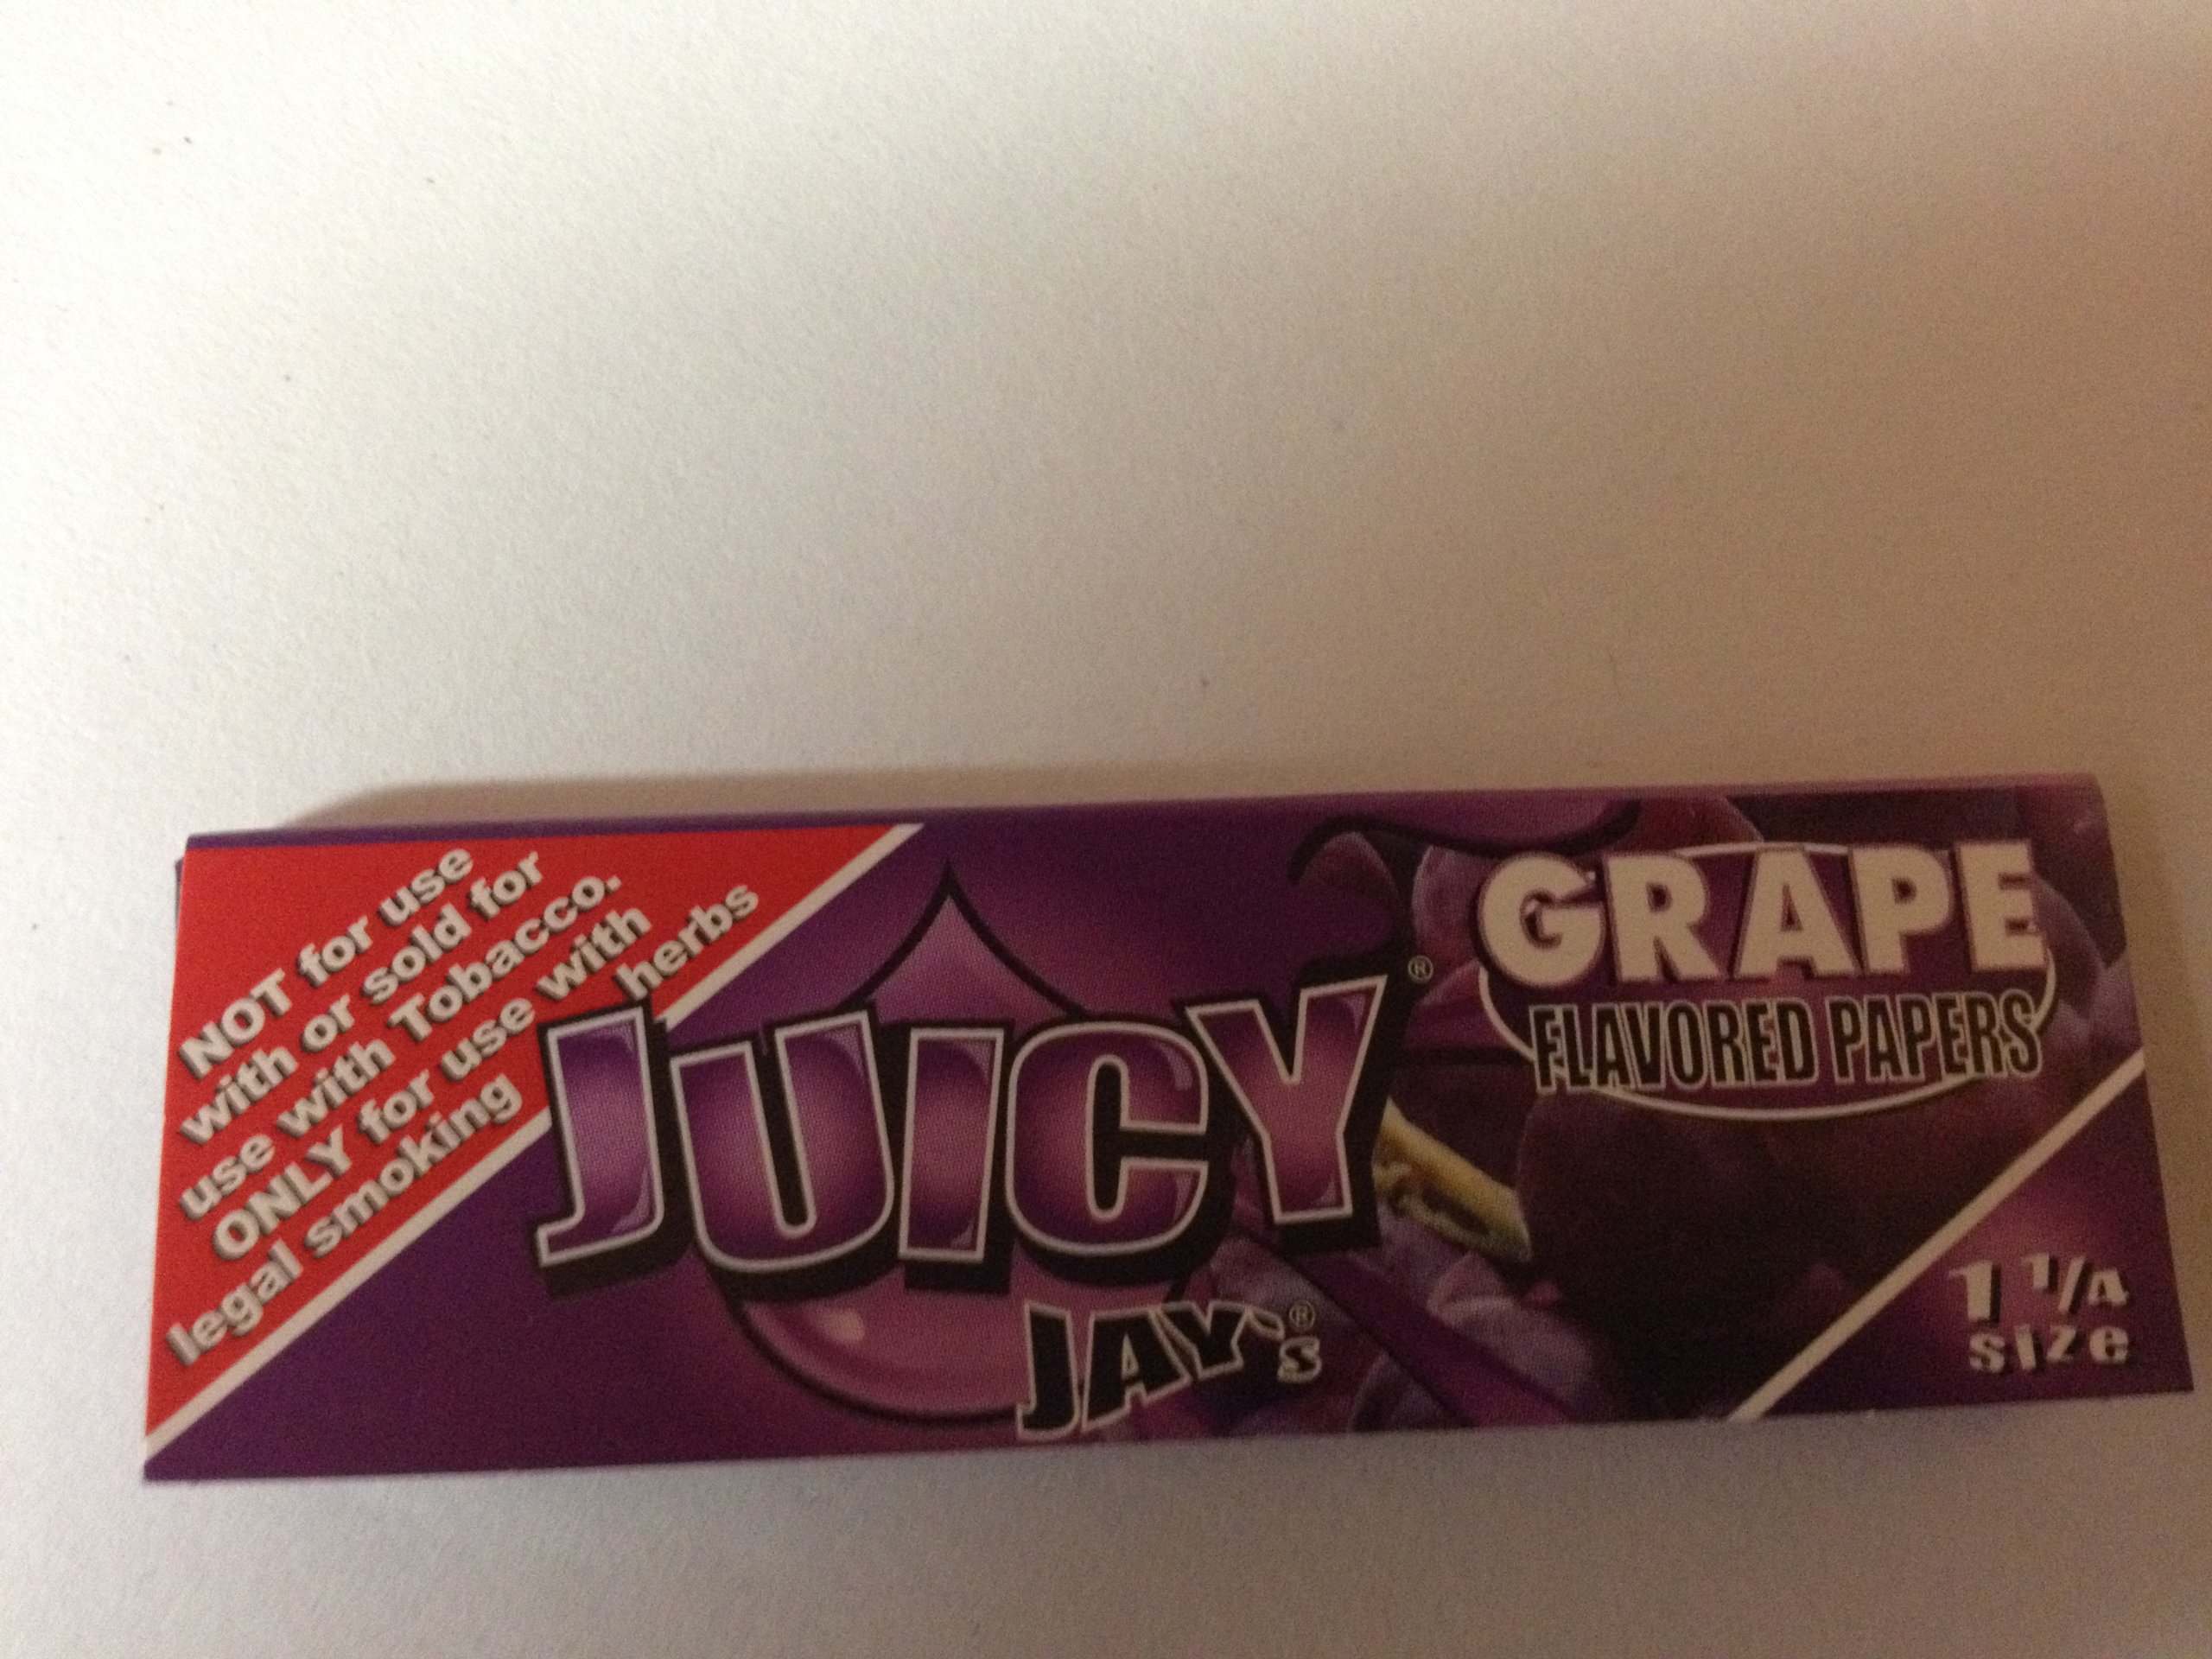 NOT for use
with or sold for
use with Tobacco.
ONLY for use with
legal smoking herbs
JUICY®
JAY`S®
GRAPE
FLAVORED PAPERS
1 1/4
size